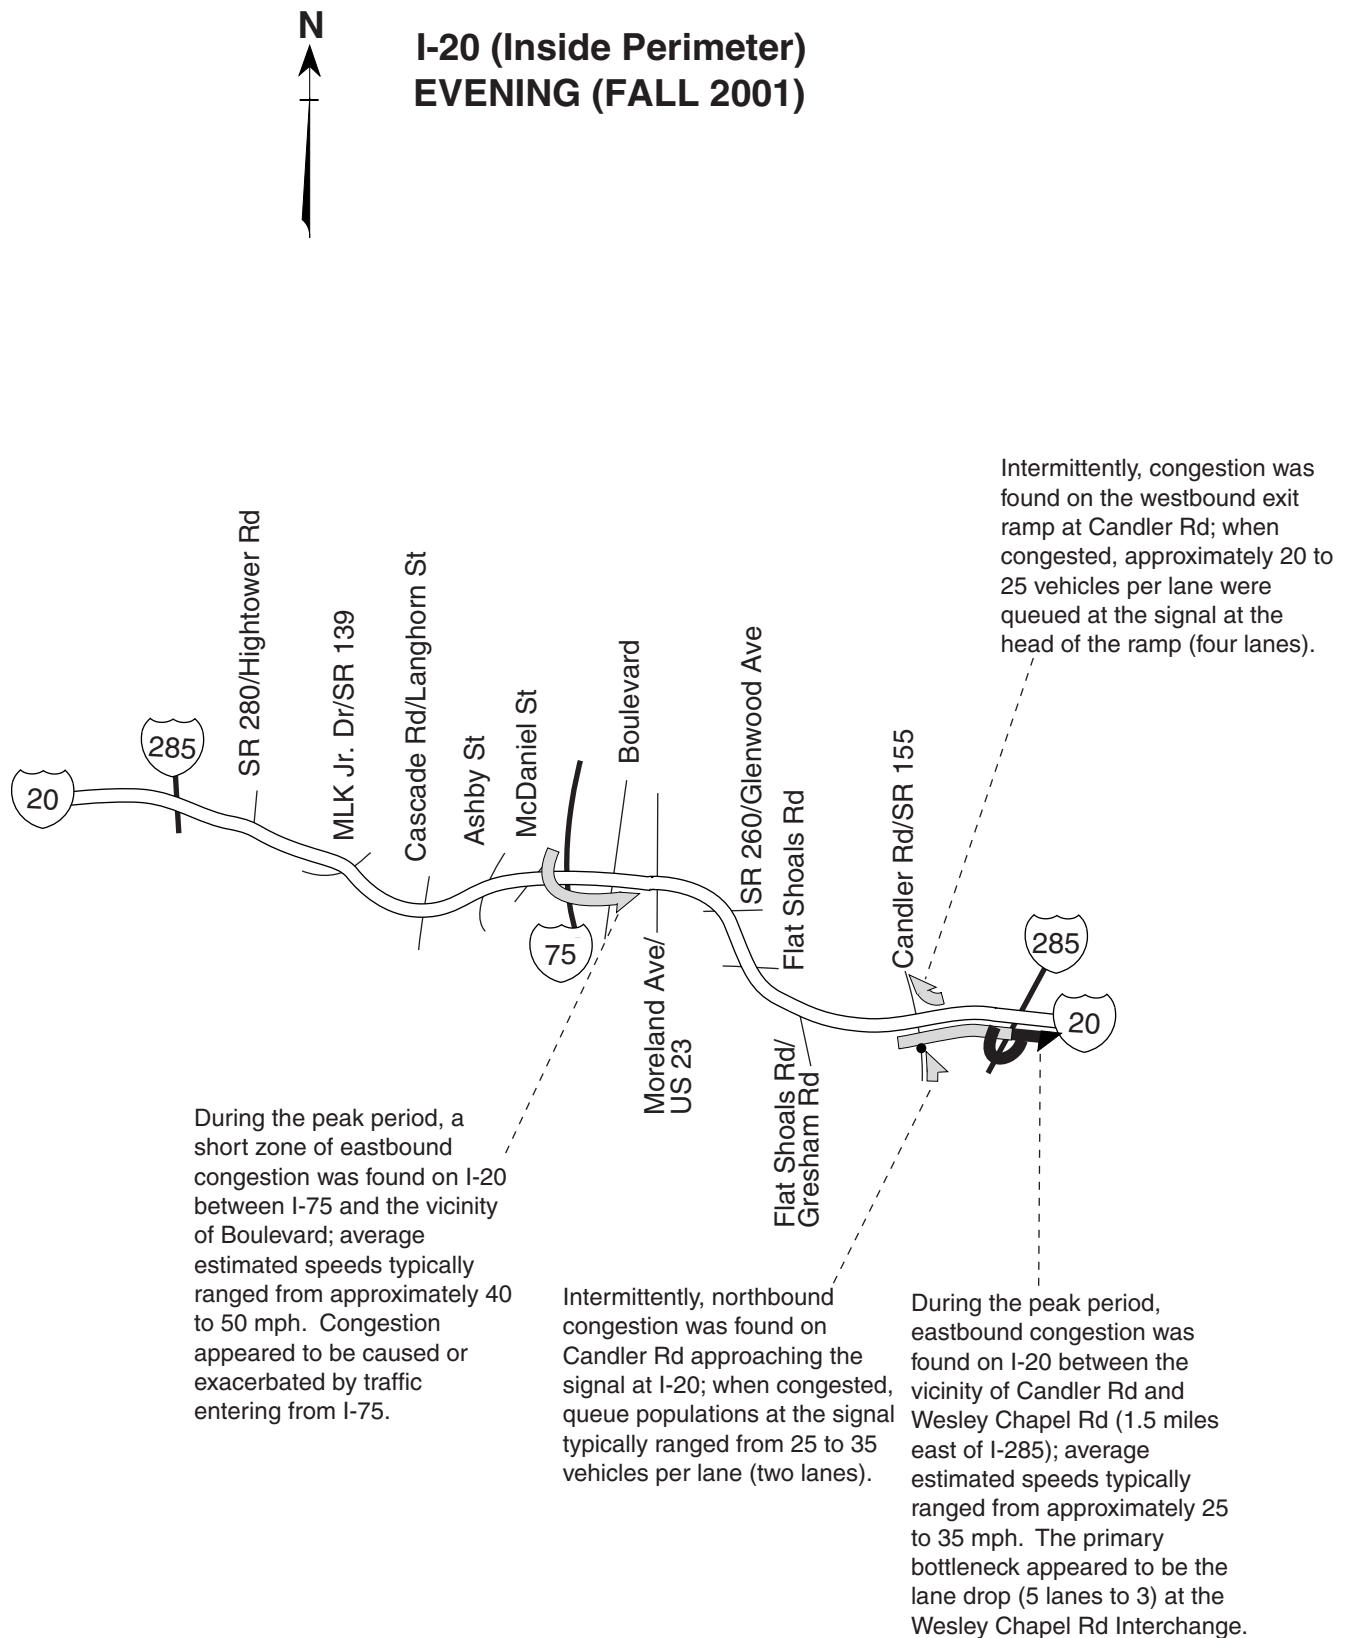 N
I-20 (Inside Perimeter)
EVENING (FALL 2001)
Intermittently, congestion was
found on the westbound exit
ramp at Candler Rd; when
congested, approximately 20 to
25 vehicles per lane were
queued at the signal at the
head of the ramp (four lanes).
20
285
SR 280/Hightower Rd
MLK Jr. Dr/SR 139
Cascade Rd/Langhorn St
Ashby St
McDaniel St
75
Boulevard
Moreland Ave/
US 23
SR 260/Glenwood Ave
Flat Shoals Rd
Flat Shoals Rd/
Gresham Rd
Candler Rd/SR 155
285
20
During the peak period, a
short zone of eastbound
congestion was found on I-20
between I-75 and the vicinity
of Boulevard; average
estimated speeds typically
ranged from approximately 40
to 50 mph.  Congestion
appeared to be caused or
exacerbated by traffic
entering from I-75.
Intermittently, northbound
congestion was found on
Candler Rd approaching the
signal at I-20; when congested,
queue populations at the signal
typically ranged from 25 to 35
vehicles per lane (two lanes).
During the peak period,
eastbound congestion was
found on I-20 between the
vicinity of Candler Rd and
Wesley Chapel Rd (1.5 miles
east of I-285); average
estimated speeds typically
ranged from approximately 25
to 35 mph.  The primary
bottleneck appeared to be the
lane drop (5 lanes to 3) at the
Wesley Chapel Rd Interchange.